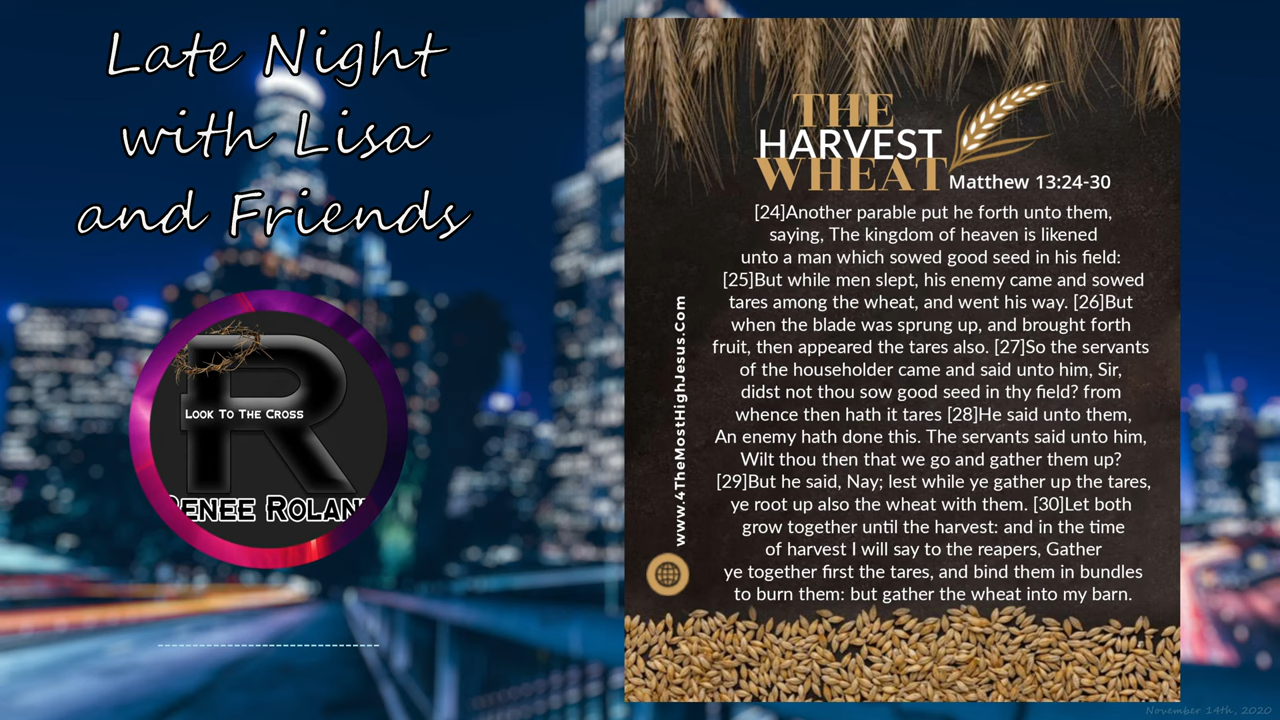 Late Night
with Lisa
and Friends
LOOK TO THE CROSS
RENEE ROLAN
THE
HARVEST
WHEAT
Matthew 13:24-30
[24]Another parable put he forth unto them,
saying, The kingdom of heaven is likened
unto a man which sowed good seed in his field:
[25]But while men slept, his enemy came and sowed
tares among the wheat, and went his way. [26]But
when the blade was sprung up, and brought forth
fruit, then appeared the tares also. [27]So the servants
of the householder came and said unto him, Sir,
didst not thou sow good seed in thy field? from
whence then hath it tares [28]He said unto them,
An enemy hath done this. The servants said unto him,
Wilt thou then that we go and gather them up?
[29]But he said, Nay; lest while ye gather up the tares,
ye root up also the wheat with them. [30]Let both
grow together until the harvest: and in the time
of harvest I will say to the reapers, Gather
ye together first the tares, and bind them in bundles
to burn them: but gather the wheat into my barn.
www.4TheMostHighJesus.Com
November 14th, 2020